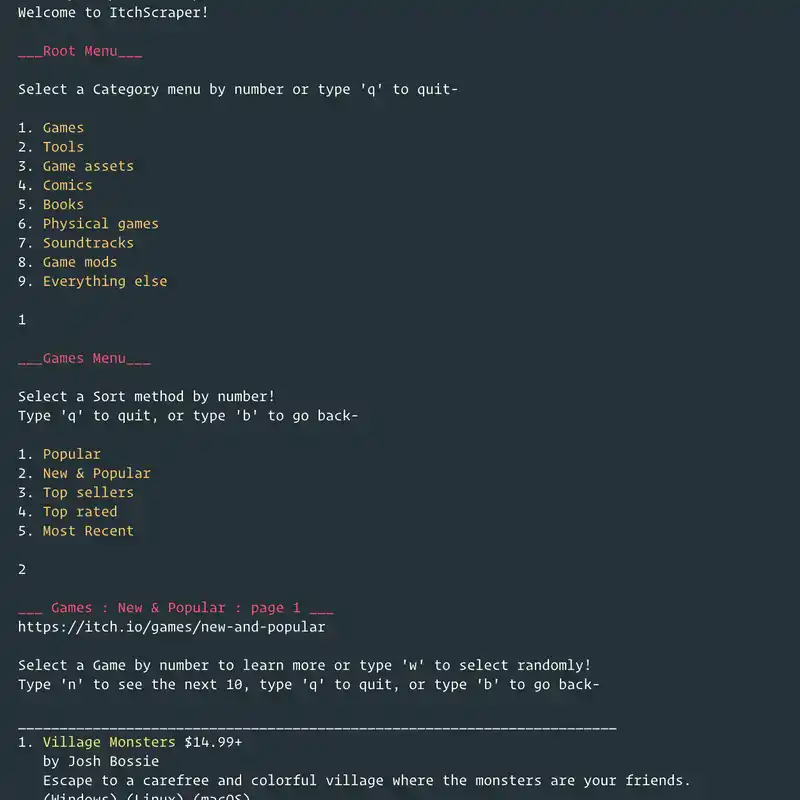 Welcome to ItchScraper!
___Root Menu___
Select a Category menu by number or type 'q' to quit-
1. Games
2. Tools
3. Game assets
4. Comics
5. Books
6. Physical games
7. Soundtracks
8. Game mods
9. Everything else
1
___Games Menu___
Select a Sort method by number!
Type 'q' to quit, or type 'b' to go back-
1. Popular
2. New & Popular
3. Top sellers
4. Top rated
5. Most Recent
2
___ Games : New & Popular : page 1 ___
https://itch.io/games/new-and-popular
Select a Game by number to learn more or type 'w' to select randomly!
Type 'n' to see the next 10, type 'q' to quit, or type 'b' to go back-
1. Village Monsters $14.99+
by Josh Bossie
Escape to a carefree and colorful village where the monsters are your friends.
(Windows) (Linux) (macOS)